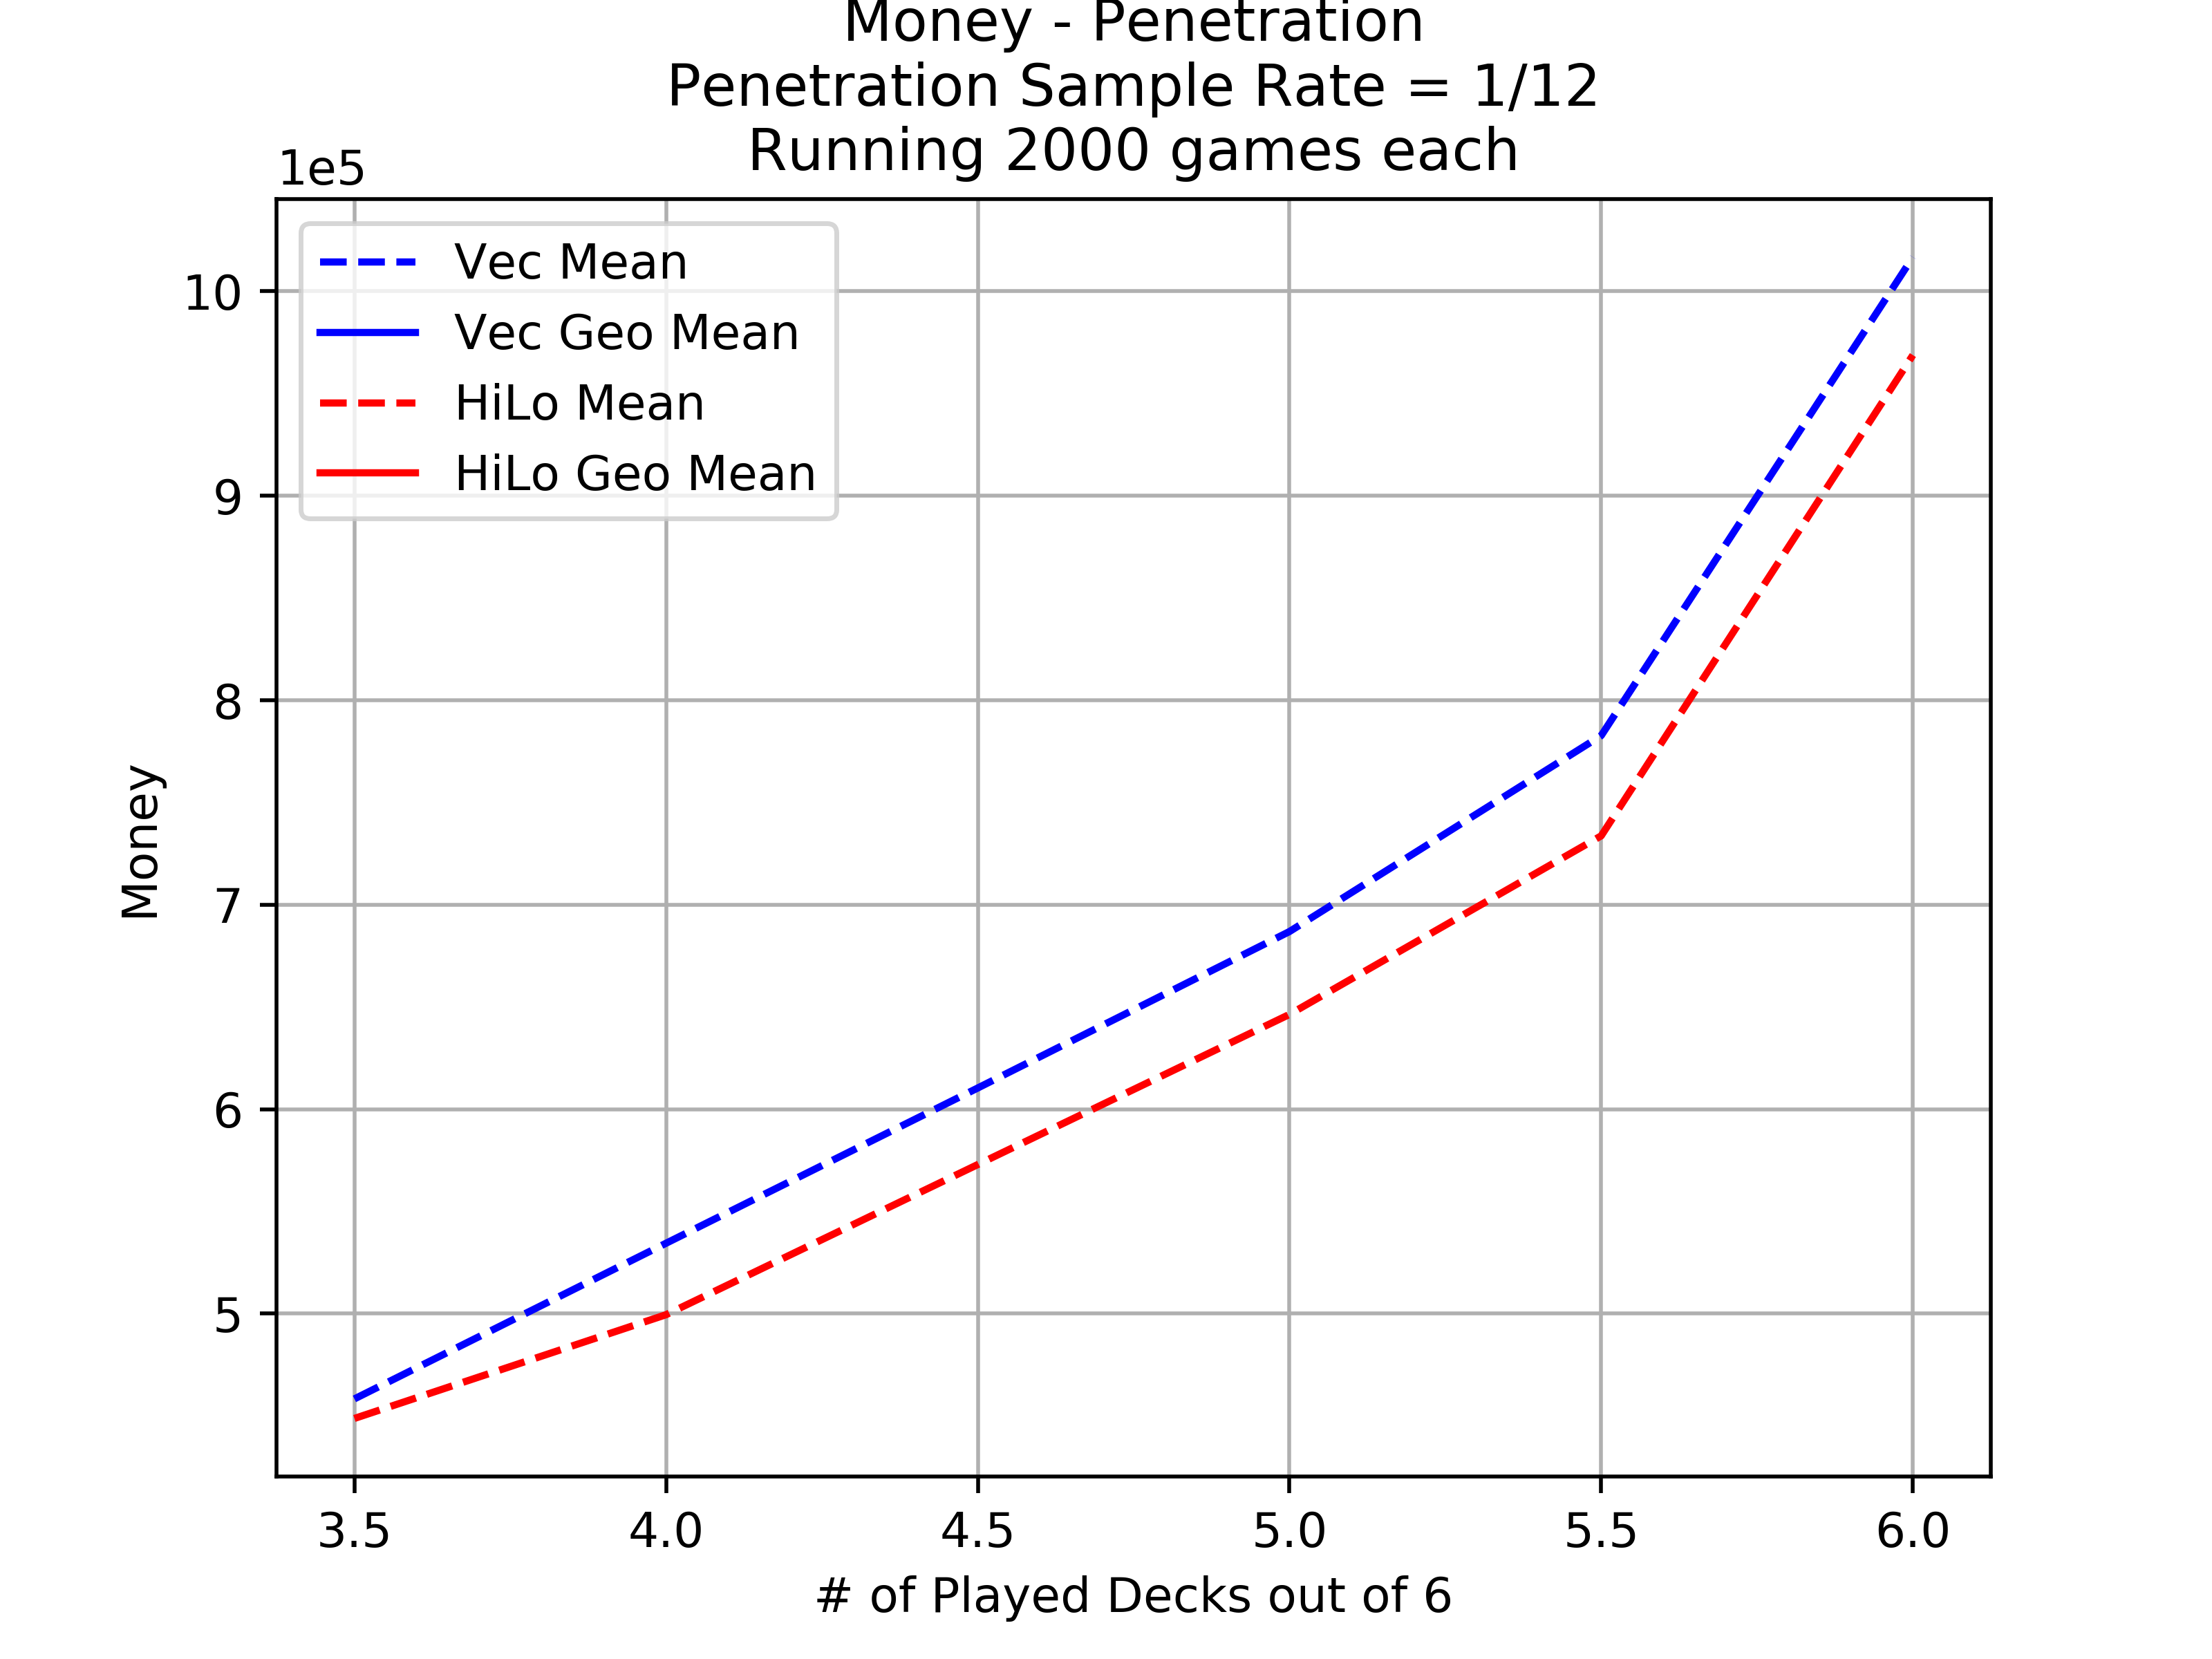 Money - Penetration
Penetration Sample Rate = 1/12
Running 2000 games each
1e5
Vec Mean
Vec Geo Mean
HiLo Mean
HiLo Geo Mean
10
9
8
7
6
5
Money
3.5 4.0 4.5 5.0 5.5 6.0
# of Played Decks out of 6